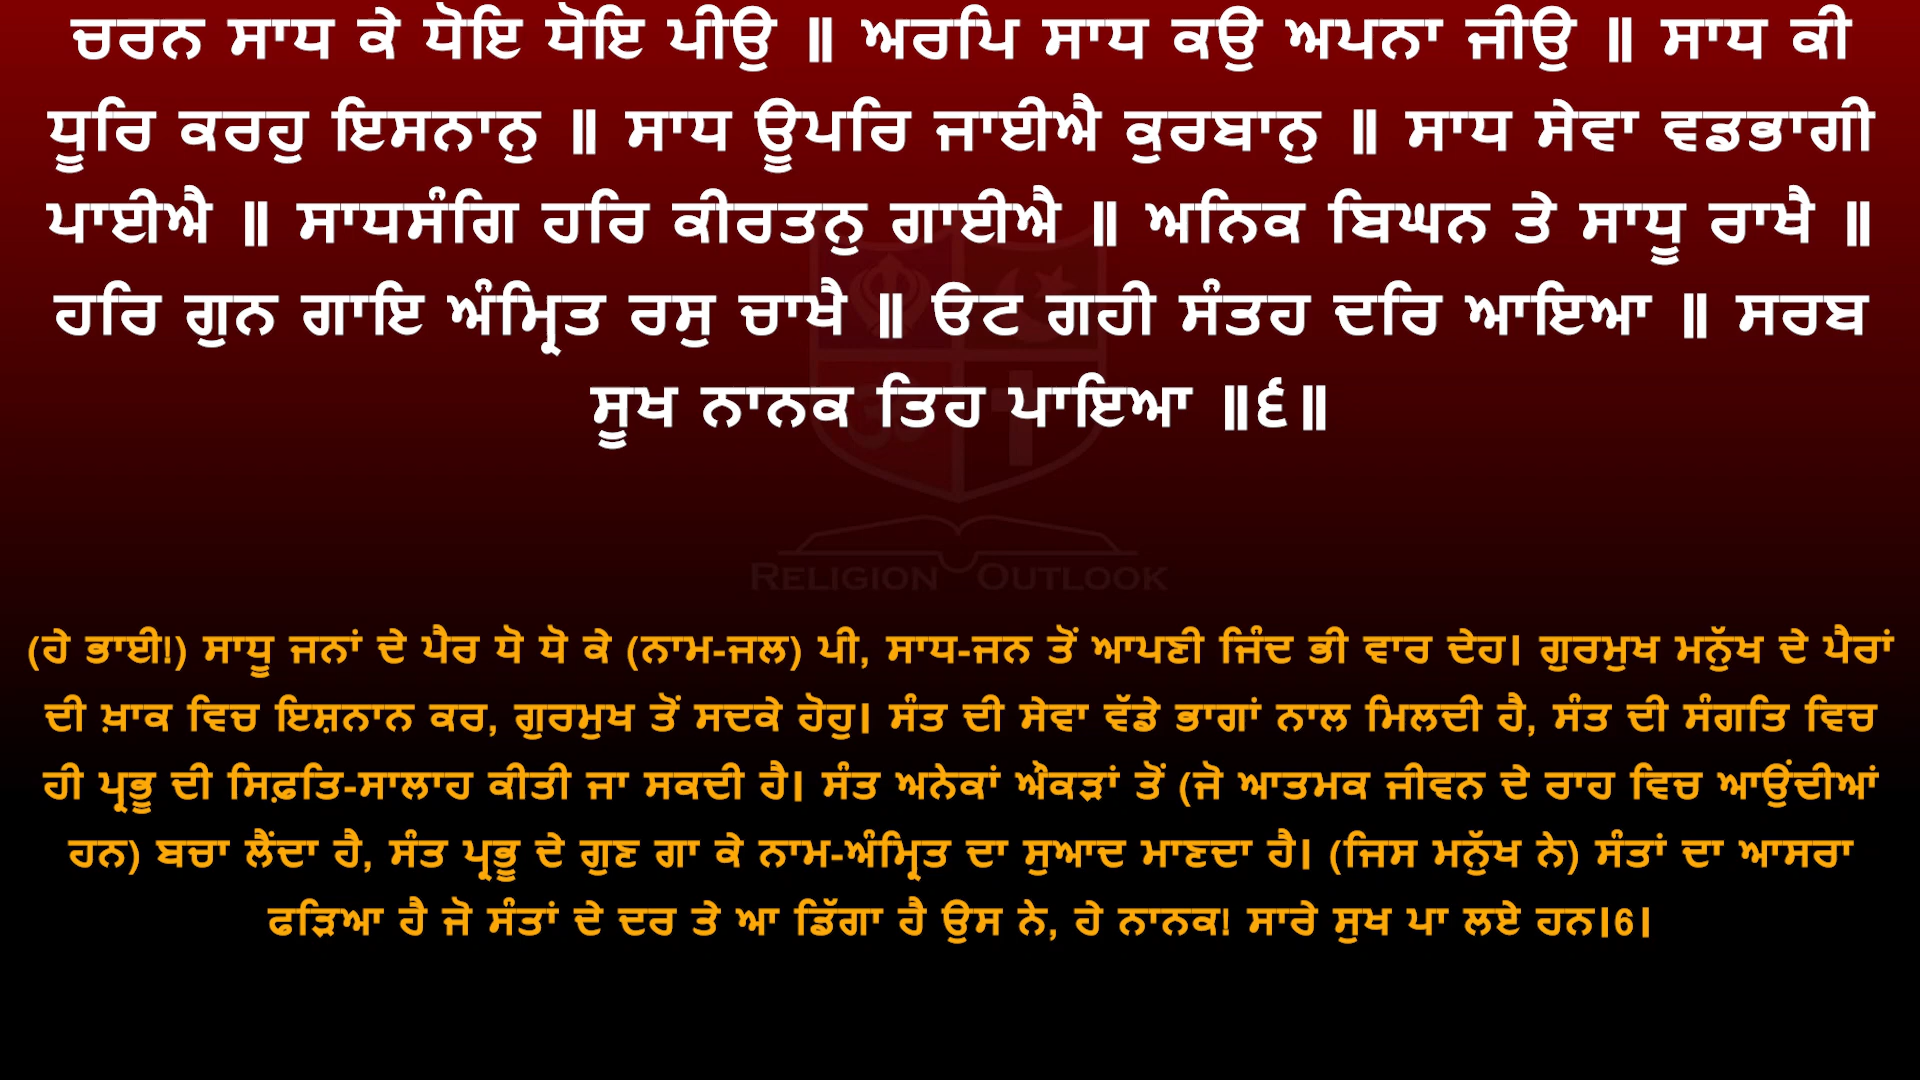 ਚਰਨ ਸਾਧ ਕੇ ਧੋਇ ਧੋਇ ਪੀਉ ॥ ਅਰਪਿ ਸਾਧ ਕਉ ਅਪਨਾ ਜੀਉ ॥ ਸਾਧ ਕੀ
ਧੂਰਿ ਕਰਹੁ ਇਸਨਾਨੁ ॥ ਸਾਧ ਊਪਰਿ ਜਾਈਐ ਕੁਰਬਾਨੁ ॥ ਸਾਧ ਸੇਵਾ ਵਡਭਾਗੀ
ਪਾਈਐ ॥ ਸਾਧਸੰਗਿ ਹਰਿ ਕੀਰਤਨੁ ਗਾਈਐ ॥ ਅਨਿਕ ਬਿਘਨ ਤੇ ਸਾਧੂ ਰਾਖੈ ॥
ਹਰਿ ਗੁਨ ਗਾਇ ਅੰਮ੍ਰਿਤ ਰਸੁ ਚਾਖੈ ॥ ਓਟ ਗਹੀ ਸੰਤਹ ਦਰਿ ਆਇਆ ॥ ਸਰਬ
ਸੂਖ ਨਾਨਕ ਤਿਹ ਪਾਇਆ ॥੬॥
RELIGION OUTLOOK
(ਹੇ ਭਾਈ!) ਸਾਧੂ ਜਨਾਂ ਦੇ ਪੈਰ ਧੋ ਧੋ ਕੇ (ਨਾਮ-ਜਲ) ਪੀ, ਸਾਧ-ਜਨ ਤੋਂ ਆਪਣੀ ਜਿੰਦ ਭੀ ਵਾਰ ਦੇਹ। ਗੁਰਮੁਖ ਮਨੁੱਖ ਦੇ ਪੈਰਾਂ
ਦੀ ਖ਼ਾਕ ਵਿਚ ਇਸ਼ਨਾਨ ਕਰ, ਗੁਰਮੁਖ ਤੋਂ ਸਦਕੇ ਹੋਹੁ। ਸੰਤ ਦੀ ਸੇਵਾ ਵੱਡੇ ਭਾਗਾਂ ਨਾਲ ਮਿਲਦੀ ਹੈ, ਸੰਤ ਦੀ ਸੰਗਤਿ ਵਿਚ
ਹੀ ਪ੍ਰਭੂ ਦੀ ਸਿਫ਼ਤਿ-ਸਾਲਾਹ ਕੀਤੀ ਜਾ ਸਕਦੀ ਹੈ। ਸੰਤ ਅਨੇਕਾਂ ਔਕੜਾਂ ਤੋਂ (ਜੋ ਆਤਮਕ ਜੀਵਨ ਦੇ ਰਾਹ ਵਿਚ ਆਉਂਦੀਆਂ
ਹਨ) ਬਚਾ ਲੈਂਦਾ ਹੈ, ਸੰਤ ਪ੍ਰਭੂ ਦੇ ਗੁਣ ਗਾ ਕੇ ਨਾਮ-ਅੰਮ੍ਰਿਤ ਦਾ ਸੁਆਦ ਮਾਣਦਾ ਹੈ। (ਜਿਸ ਮਨੁੱਖ ਨੇ) ਸੰਤਾਂ ਦਾ ਆਸਰਾ
ਫੜਿਆ ਹੈ ਜੋ ਸੰਤਾਂ ਦੇ ਦਰ ਤੇ ਆ ਡਿੱਗਾ ਹੈ ਉਸ ਨੇ, ਹੇ ਨਾਨਕ! ਸਾਰੇ ਸੁਖ ਪਾ ਲਏ ਹਨ।6।